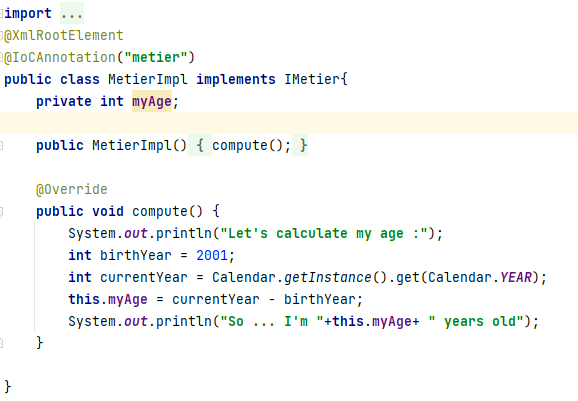 import ...
@XmlRootElement
@IoCAnnotation("metier")
public class MetierImpl implements IMetier{
    private int myAge;

    public MetierImpl() { compute(); }

    @Override
    public void compute() {
        System.out.println("Let's calculate my age :");
        int birthYear = 2001;
        int currentYear = Calendar.getInstance().get(Calendar.YEAR);
        this.myAge = currentYear - birthYear;
        System.out.println("So ... I'm "+this.myAge+ " years old");
    }

}